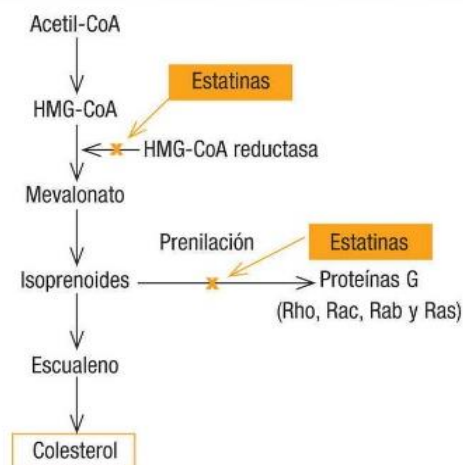 Acetil-CoA
Estatinas
HMG-CoA
HMG-CoA reductasa
Mevalonato
Prenilación
Estatinas
Isoprenoides
Proteínas G
(Rho, Rac, Rab y Ras)
Escualeno
Colesterol